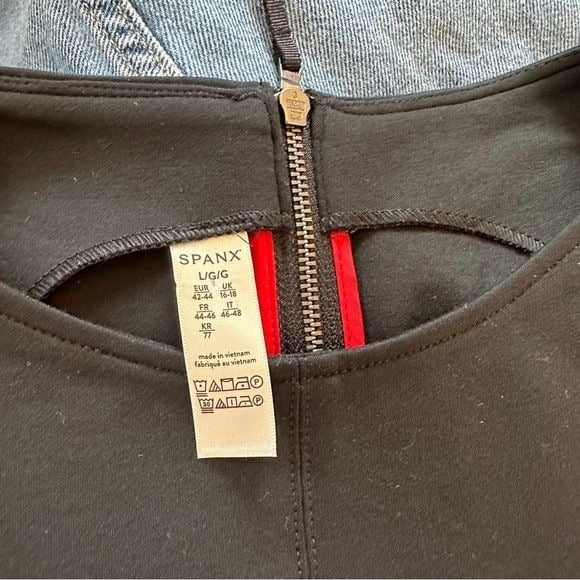 SPANX
L/G/G
EUR UK
42-44 16-18
FR IT
44-46 46-48
KR
77
made in vietnam
fabriqué au vietnam